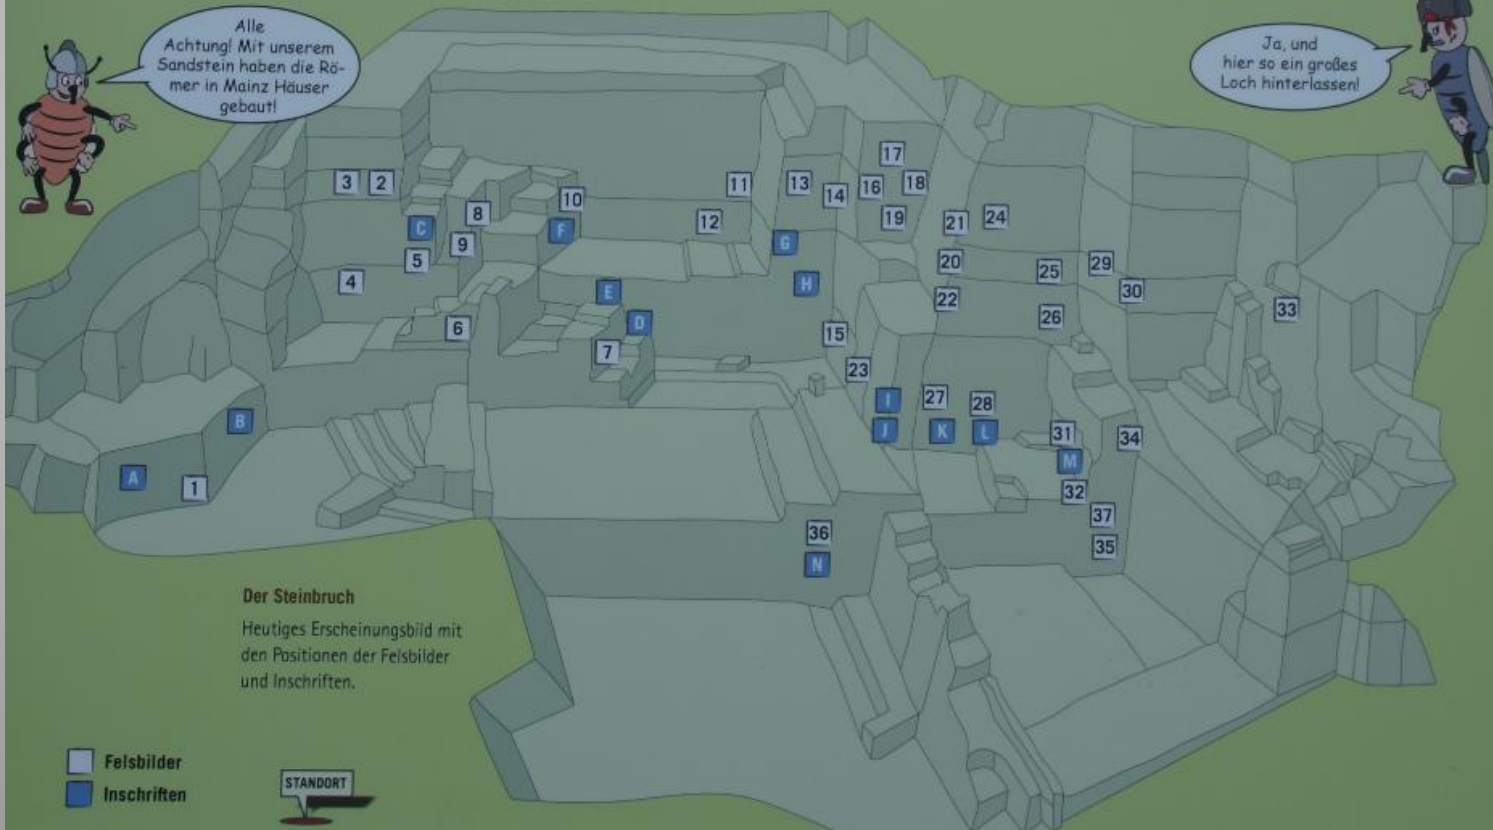 Alle
Achtung! Mit unserem
Sandstein haben die Rö-
mer in Mainz Häuser
gebaut!
Ja, und
hier so ein großes
Loch hinterlassen!
17
3 2 11 13 16 18
10 14
8 12 19 21 24
C F
9 G
5 20 25 29
4 E H 22 30
D 26 33
6 15
7 23
I 27 28
B J K L 31 34
M
A 1 32
37
36 35
N
Der Steinbruch
Heutiges Erscheinungsbild mit
den Positionen der Felsbilder
und Inschriften.
Felsbilder
Inschriften
STANDORT